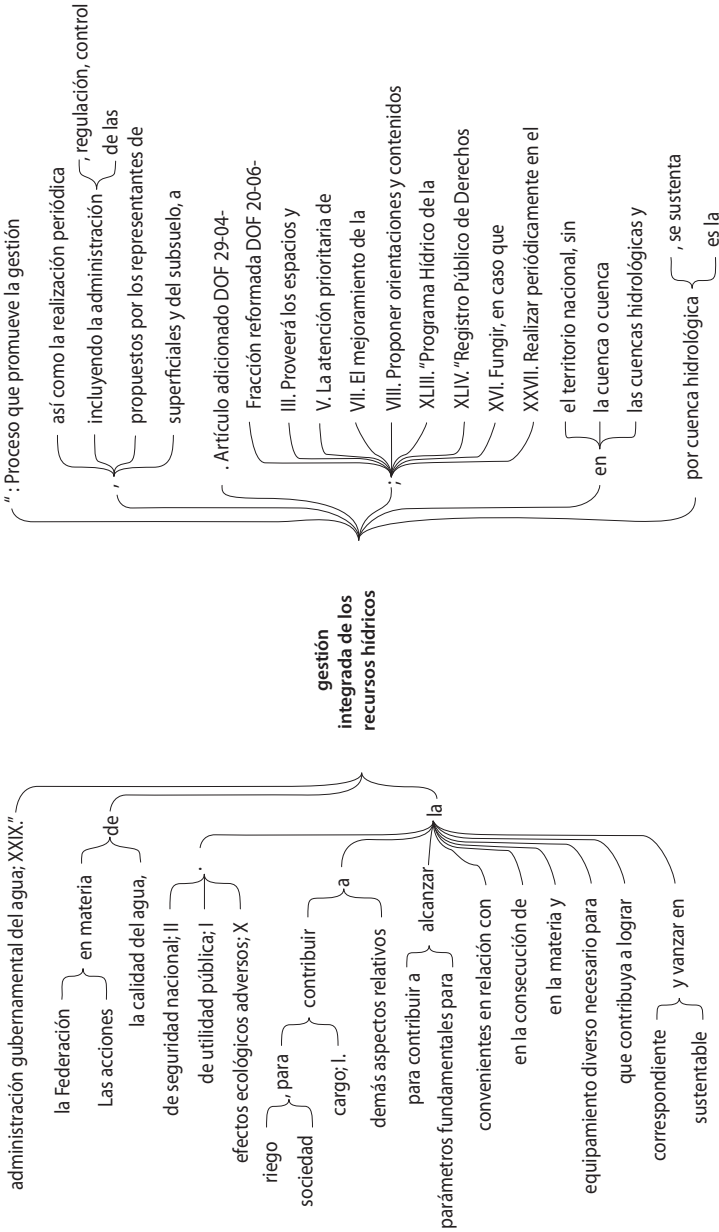 administración gubernamental del agua; XXIX."
la Federación
Las acciones
en materia
la calidad del agua,
de
de seguridad nacional; II
de utilidad pública; I
efectos ecológicos adversos; X
.
riego
sociedad
, para
cargo; I.
contribuir
demás aspectos relativos
a
para contribuir a
parámetros fundamentales para
alcanzar
convenientes en relación con
en la consecución de
en la materia y
equipamiento diverso necesario para
que contribuya a lograr
correspondiente
sustentable
y vanzar en
la
gestión
integrada de los
recursos hídricos
": Proceso que promueve la gestión
,
así como la realización periódica
incluyendo la administración
, regulación, control
de las
propuestos por los representantes de
superficiales y del subsuelo, a
. Artículo adicionado DOF 29-04-
;
Fracción reformada DOF 20-06-
III. Proveerá los espacios y
V. La atención prioritaria de
VII. El mejoramiento de la
VIII. Proponer orientaciones y contenidos
XLIII. "Programa Hídrico de la
XLIV. "Registro Público de Derechos
XVI. Fungir, en caso que
XXVII. Realizar periódicamente en el
en
el territorio nacional, sin
la cuenca o cuenca
las cuencas hidrológicas y
por cuenca hidrológica
, se sustenta
es la